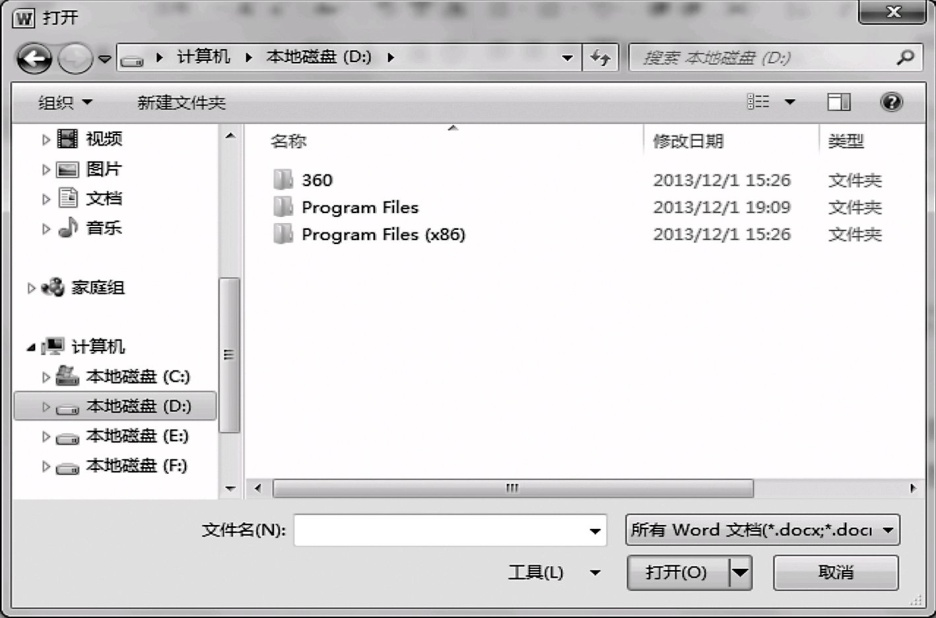 W 打开
计算机 本地磁盘 (D:)
搜索 本地磁盘 (D:)
组织 新建文件夹
视频
图片
文档
音乐
家庭组
计算机
本地磁盘 (C:)
本地磁盘 (D:)
本地磁盘 (E:)
本地磁盘 (F:)
名称 修改日期 类型
360 2013/12/1 15:26 文件夹
Program Files 2013/12/1 19:09 文件夹
Program Files (x86) 2013/12/1 15:26 文件夹
文件名(N): 所有 Word 文档(*.docx;*.doc
工具(L) 打开(O) 取消